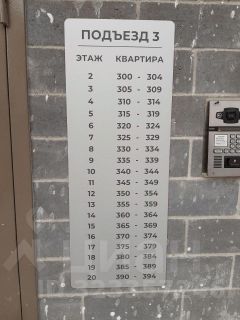 ПОДЪЕЗД 3
ЭТАЖ КВАРТИРА
2 300 - 304
3 305 - 309
4 310 - 314
5 315 - 319
6 320 - 324
7 325 - 329
8 330 - 334
9 335 - 339
10 340 - 344
11 345 - 349
12 350 - 354
13 355 - 359
14 360 - 364
15 365 - 369
16 370 - 374
17 375 - 379
18 380 - 384
19 385 - 389
20 390 - 394